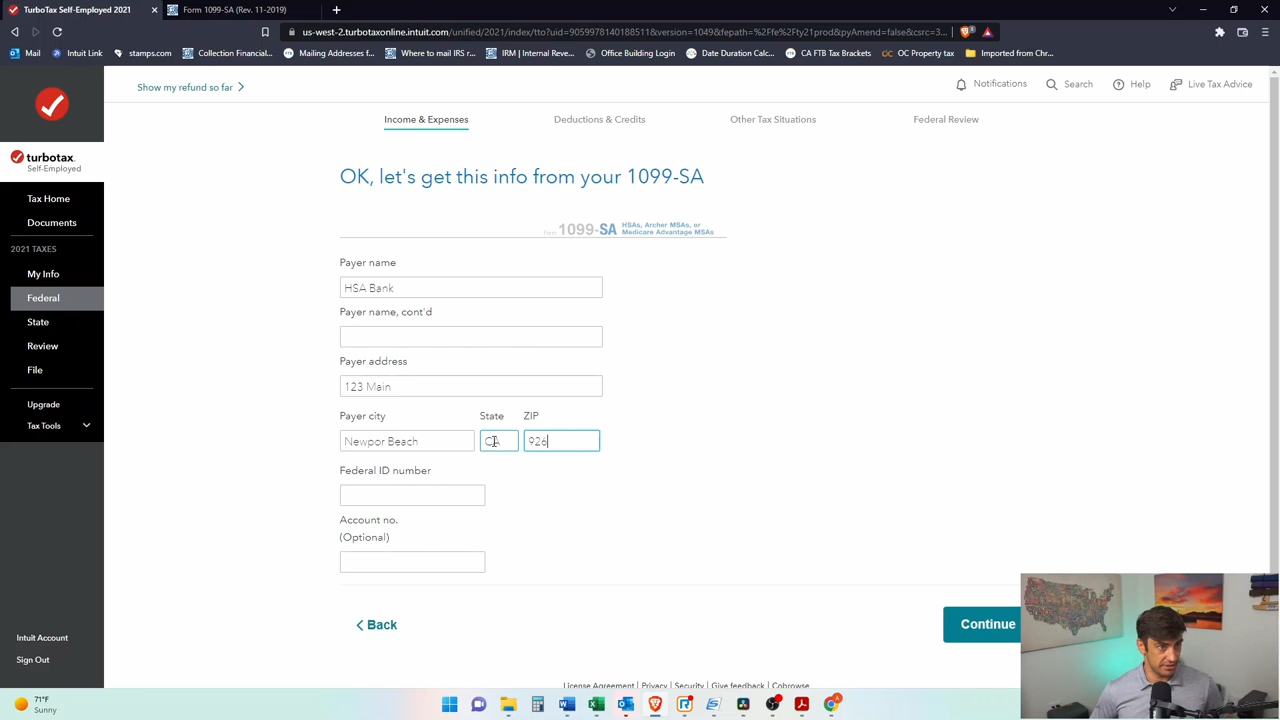 TurboTax Self-Employed 2021
Form 1099-SA (Rev. 11-2019)
us-west-2.turbotaxonline.intuit.com/unified/2021/index/tto?uid=9059978140188511&version=1049&fepath=%2Ffe%2Fty21prod&pyAmend=false&csrc=3...
Mail
Intuit Link
stamps.com
Collection Financial...
Mailing Addresses f...
Where to mail IRS r...
IRM | Internal Reve...
Office Building Login
Date Duration Calc...
CA FTB Tax Brackets
OC Property tax
Imported from Chr...
Show my refund so far
Notifications
Search
Help
Live Tax Advice
Income & Expenses
Deductions & Credits
Other Tax Situations
Federal Review
turbotax
Self-Employed
Tax Home
Documents
2021 TAXES
My Info
Federal
State
Review
File
Upgrade
Tax Tools
Intuit Account
Sign Out
OK, let's get this info from your 1099-SA
Form 1099-SA
HSAs, Archer MSAs, or
Medicare Advantage MSAs
Payer name
HSA Bank
Payer name, cont'd
Payer address
123 Main
Payer city State ZIP
Newpor Beach CA 926
Federal ID number
Account no.
(Optional)
Back
Continue
License Agreement | Privacy | Security | Give feedback | Cobrowse
71°F
Sunny